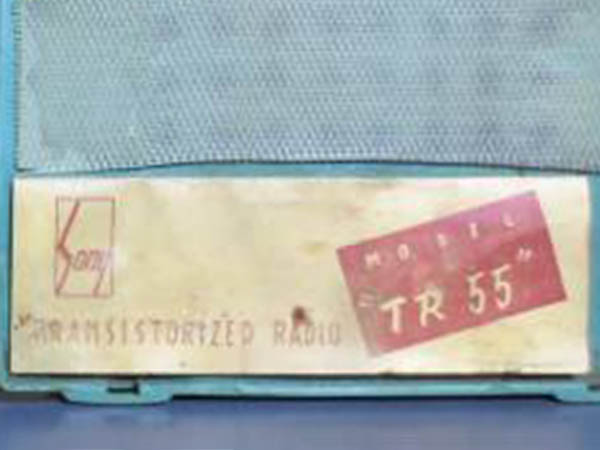 Sony
"TRANSISTORIZED RADIO
MODEL
"TR 55"